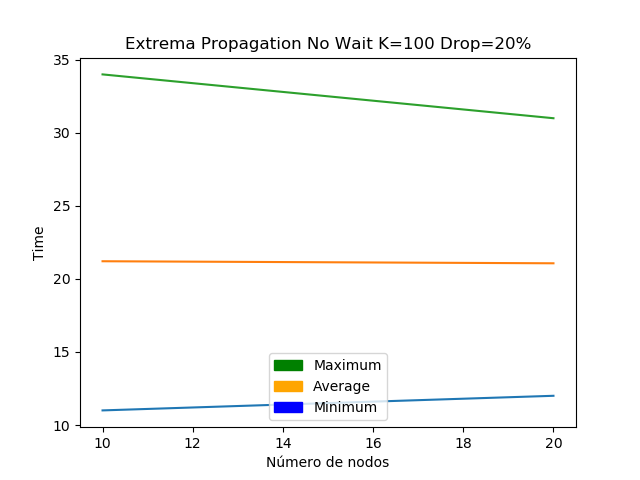 Extrema Propagation No Wait K=100 Drop=20%
35
30
25
20
15
10
Time
Maximum
Average
Minimum
10 12 14 16 18 20
Número de nodos